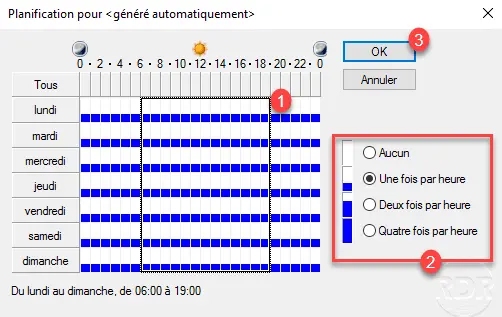 Planification pour <généré automatiquement>
0 · 2 · 4 · 6 · 8 · 10 · 12 · 14 · 16 · 18 · 20 · 22 · 0
Tous
lundi
mardi
mercredi
jeudi
vendredi
samedi
dimanche
Du lundi au dimanche, de 06:00 à 19:00
1
OK
3
Annuler
Aucun
Une fois par heure
Deux fois par heure
Quatre fois par heure
2
RDR